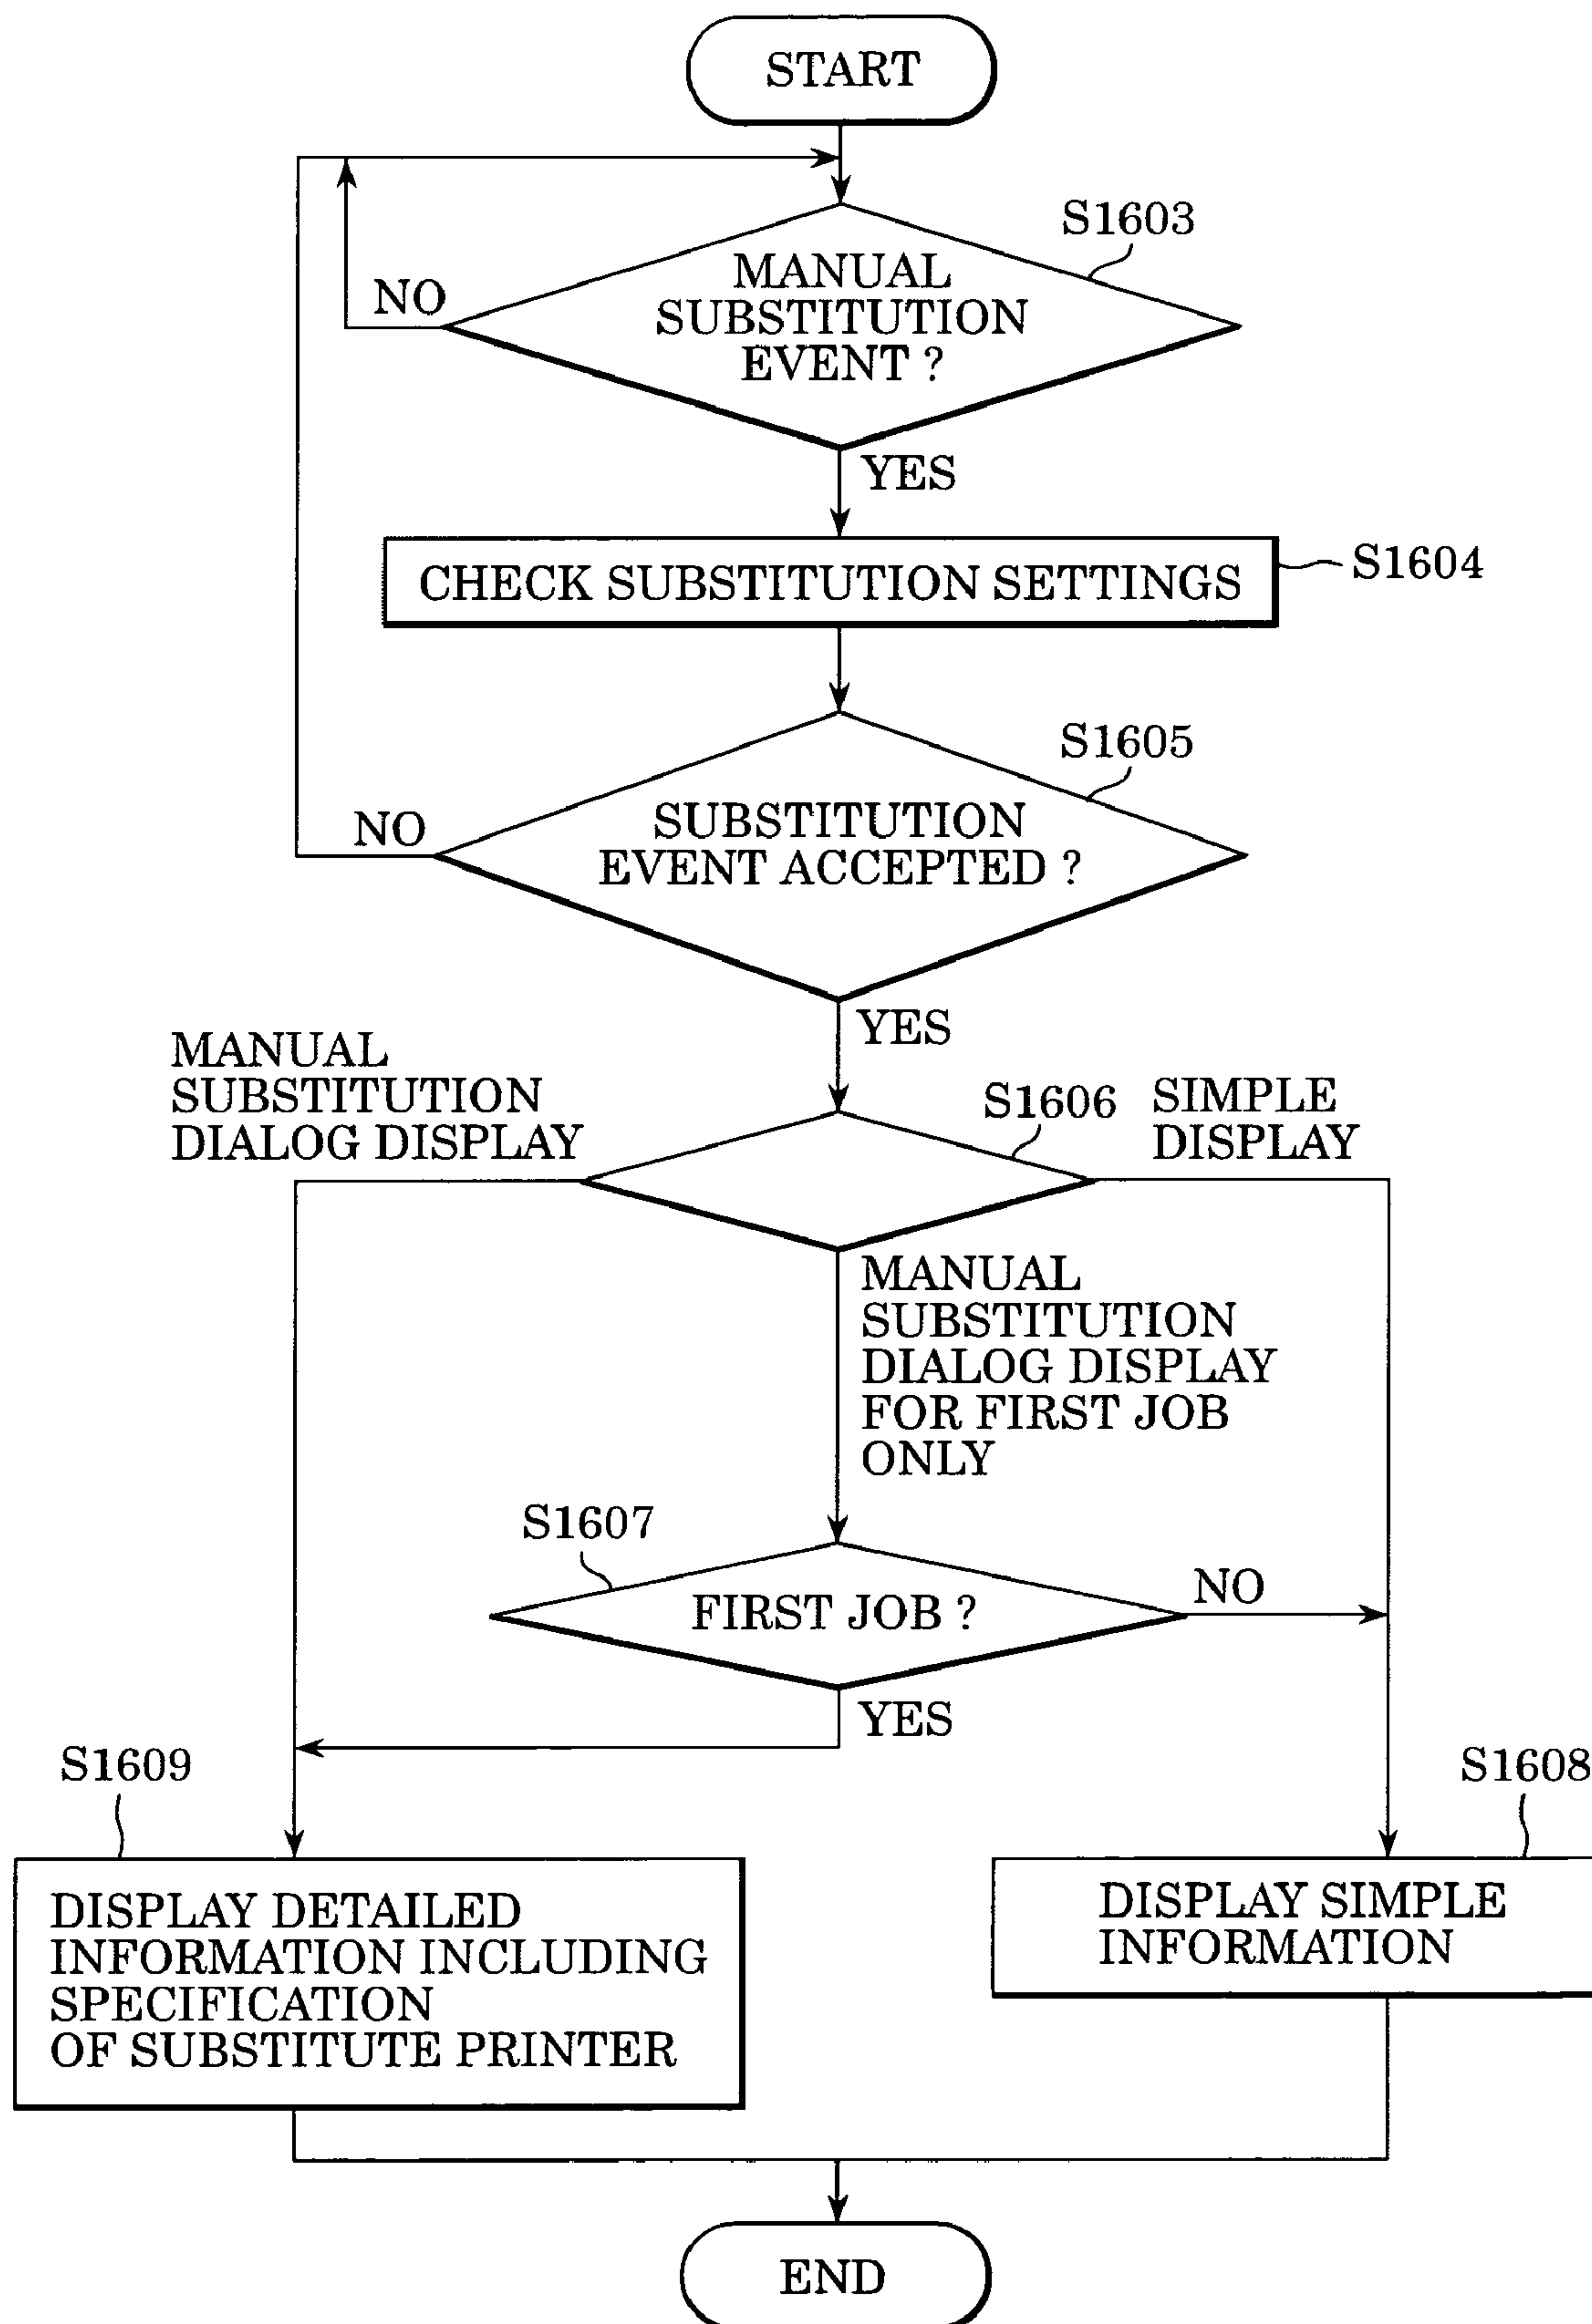 START
S1603
MANUAL
SUBSTITUTION
EVENT ?
NO
YES
CHECK SUBSTITUTION SETTINGS
S1604
S1605
SUBSTITUTION
EVENT ACCEPTED ?
NO
YES
MANUAL
SUBSTITUTION
DIALOG DISPLAY
S1606
SIMPLE
DISPLAY
MANUAL
SUBSTITUTION
DIALOG DISPLAY
FOR FIRST JOB
ONLY
S1607
FIRST JOB ?
NO
YES
S1609
S1608
DISPLAY DETAILED
INFORMATION INCLUDING
SPECIFICATION
OF SUBSTITUTE PRINTER
DISPLAY SIMPLE
INFORMATION
END